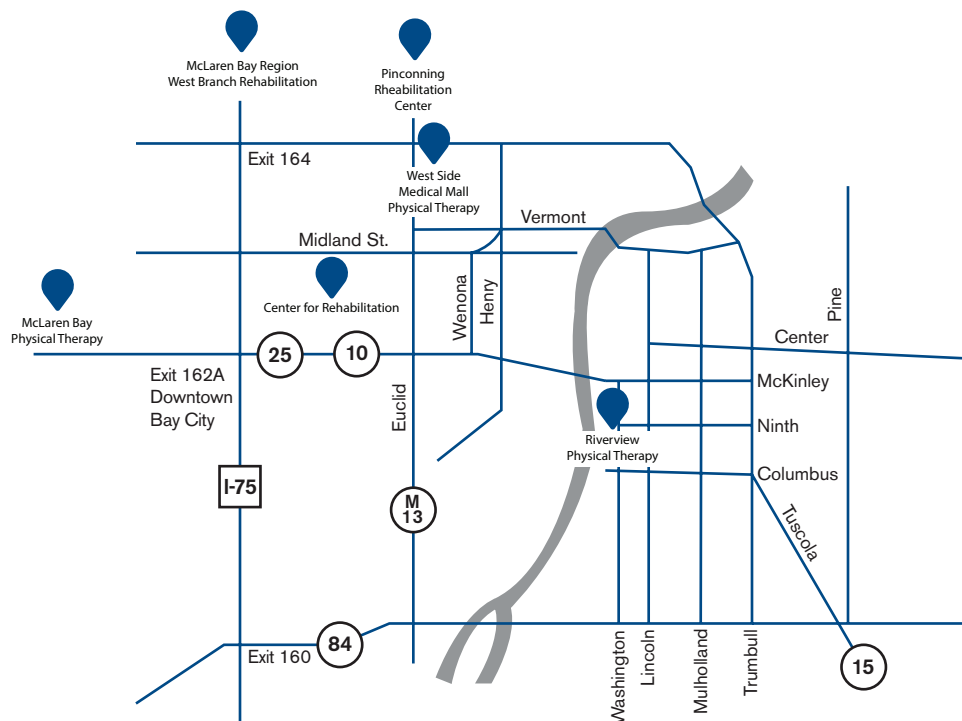 McLaren Bay Region
West Branch Rehabilitation
Pinconning
Rheabilitation
Center
Exit 164
West Side
Medical Mall
Physical Therapy
Vermont
Midland St.
Center for Rehabilitation
McLaren Bay
Physical Therapy
Wenona
Henry
Pine
25
10
Center
Exit 162A
Downtown
Bay City
Euclid
McKinley
Ninth
Riverview
Physical Therapy
Columbus
I-75
M
13
Tuscola
84
Exit 160
Washington
Lincoln
Mulholland
Trumbull
15